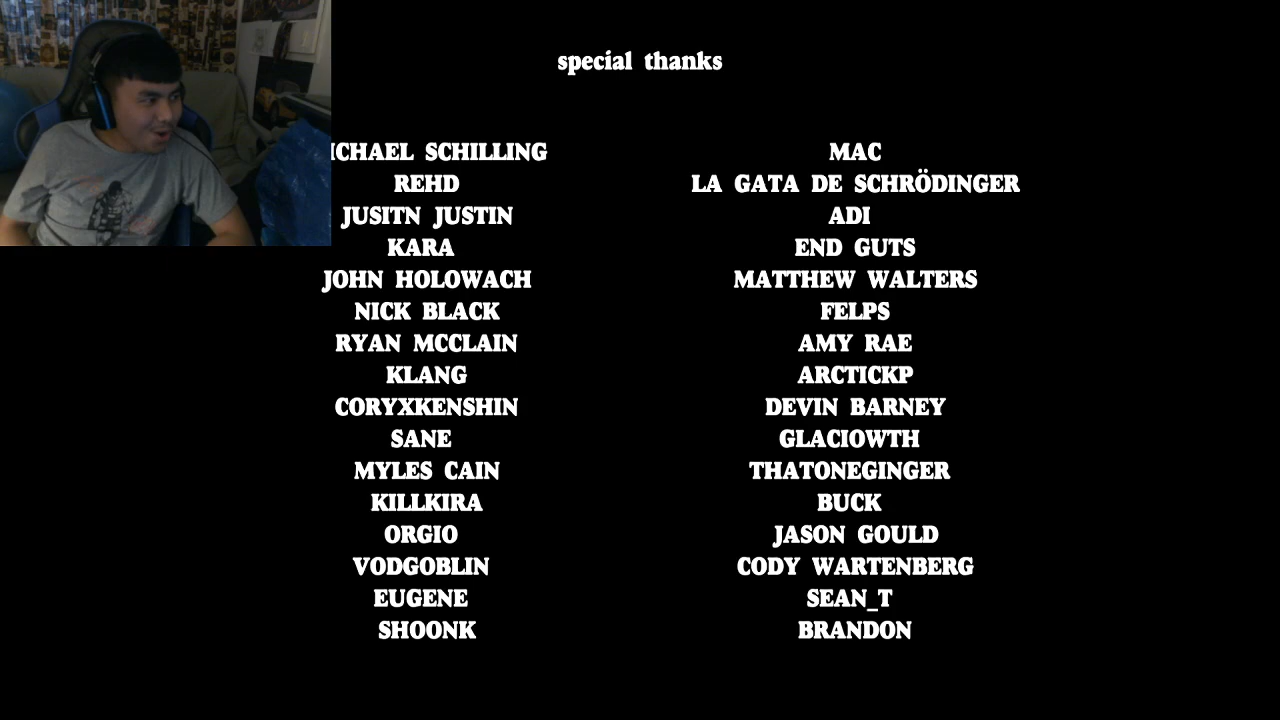 special thanks
ICHAEL SCHILLING MAC
REHD LA GATA DE SCHRÖDINGER
JUSITN JUSTIN ADI
KARA END GUTS
JOHN HOLOWACH MATTHEW WALTERS
NICK BLACK FELPS
RYAN MCCLAIN AMY RAE
KLANG ARCTICKP
CORYXKENSHIN DEVIN BARNEY
SANE GLACIOWTH
MYLES CAIN THATONEGINGER
KILLKIRA BUCK
ORGIO JASON GOULD
VODGOBLIN CODY WARTENBERG
EUGENE SEAN_T
SHOONK BRANDON